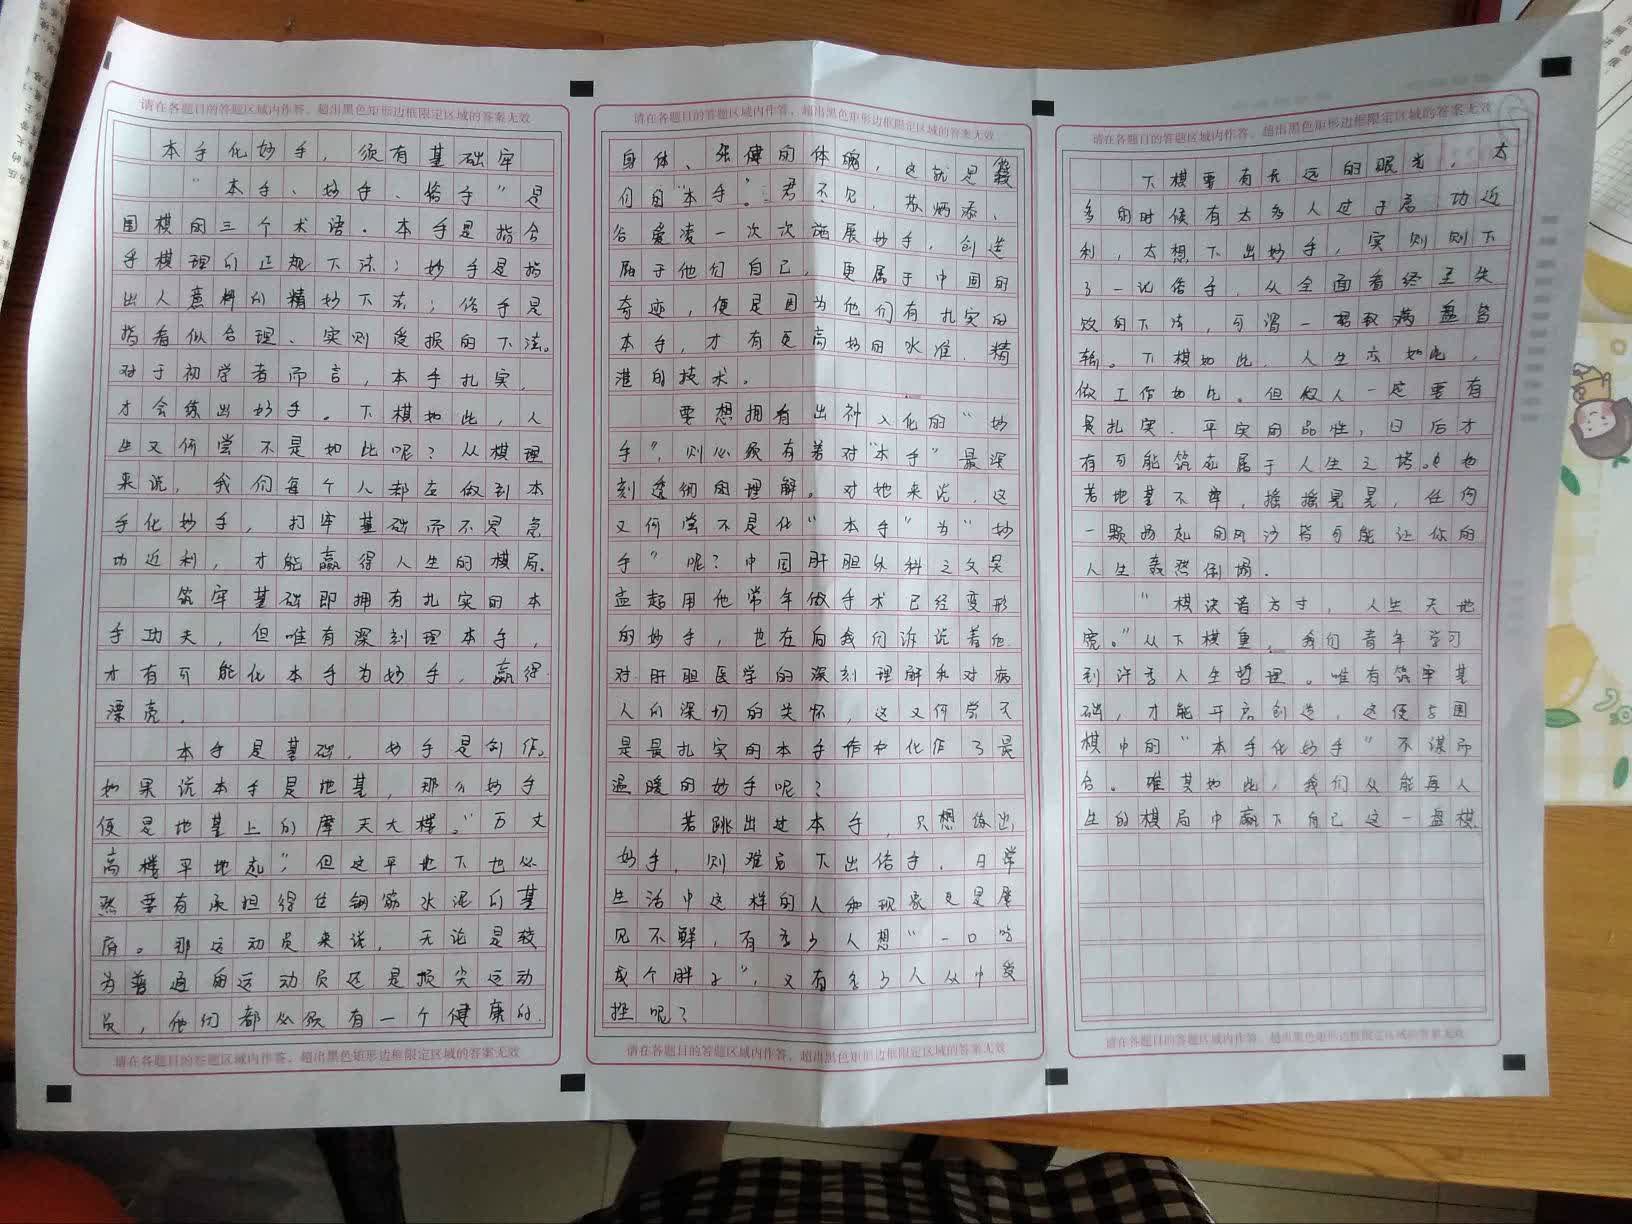 请在各题目的答题区域内作答，超出黑色矩形边框限定区域的答案无效
本手化妙手，须有基础牢
“本手、妙手、俗手”是
围棋的三个术语。本手是指合
乎棋理的正规下法；妙手是指
出人意料的精妙下法；俗手是
指看似合理、实则受损的下法。
对于初学者而言，本手扎实，
才会练出妙手。下棋如此，人
生又何尝不是如此呢？从棋理
来说，我们每个人都在做到本
手化妙手，打牢基础而不是急
功近利，才能赢得人生的棋局。
筑牢基础即拥有扎实的本
手功夫，但唯有深刻理本手，
才有可能化本手为妙手，赢得
漂亮。
本手是基础，妙手是创作。
如果说本手是地基，那么妙手
便是地基上的摩天大楼。“万丈
高楼平地起”，但这平地下也必
然要有承担得住钢筋水泥的基
府。那运动员来说，无论是较
为普通的运动员还是顶尖运动
员，他们都必须有一个健康的
请在各题目的答题区域内作答，超出黑色矩形边框限定区域的答案无效
请在各题目的答题区域内作答，超出黑色矩形边框限定区域的答案无效
身体、强健的体魄，这就是我
们的“本手”。君不见，苏炳添、
谷爱凌一次次施展妙手，创造
属于他们自己，更属于中国的
奇迹，便是因为他们有扎实的
本手，才有更高妙的水准、精
湛的技术。
要想拥有出神入化的“妙
手”，则必须有着对“本手”最深
刻透彻的理解。对她来说，这
又何尝不是化“本手”为“妙
手”呢？中国肝胆外科之父吴
孟超用他常年做手术已经变形
的妙手，也在向我们诉说着他
对肝胆医学的深刻理解和对病
人的深切的关怀，这又何尝不
是最扎实的本手作为化作了最
温暖的妙手呢？
若跳出过本手，只想做出
妙手，则难免下出俗手。日常
生活中这样的人和现象更是屡
见不鲜，有多少人想“一口吃
成个胖子”，又有多少人从中受
挫呢？
请在各题目的答题区域内作答，超出黑色矩形边框限定区域的答案无效
请在各题目的答题区域内作答，超出黑色矩形边框限定区域的答案无效
下棋要有长远的眼光，太
多的时候有太多人过于急功近
利，太想下出妙手，实则则下
了一记俗手，从全面看终至失
败的下法，可谓一着权满盘皆
输。下棋如此，人生亦如此，
做工作如此。但做人一定要有
最扎实、平实的品性，日后才
有可能筑起属于人生之塔。
若地基不牢，摇摇晃晃，任何
一颗扬起的风沙皆可能让你的
人生轰然倒塌。
“棋诀着方寸，人生天地
宽。”从下棋里，我们青年学习
到许多人生哲理。唯有筑牢基
础，才能开启创造，这便与围
棋中的“本手化妙手”不谋而
合。唯其如此，我们从能再人
生的棋局中赢下自己这一盘棋。
请在各题目的答题区域内作答，超出黑色矩形边框限定区域的答案无效